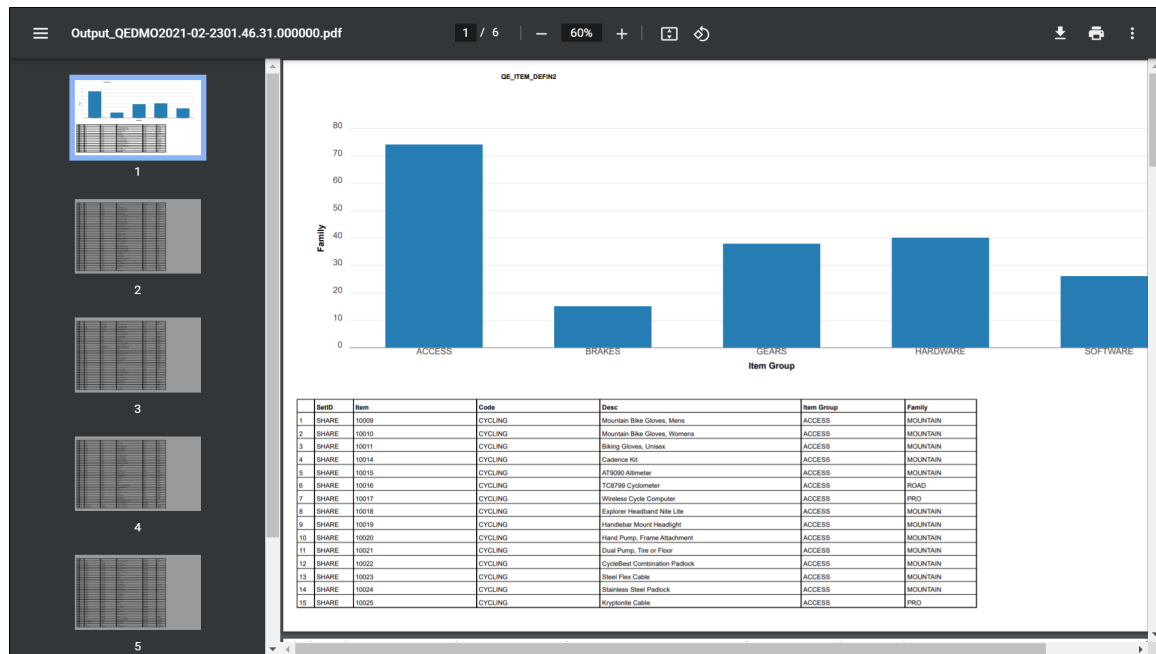 Output_QEDMO2021-02-2301.46.31.000000.pdf 1 / 6 60%
1
2
3
4
5
QE_ITEM_DEFIN2
80
70
60
50
40
30
20
10
0
Family
ACCESS BRAKES GEARS HARDWARE SOFTWARE
Item Group
SetID Item Code Desc Item Group Family
1 SHARE 10009 CYCLING Mountain Bike Gloves, Mens ACCESS MOUNTAIN
2 SHARE 10010 CYCLING Mountain Bike Gloves, Womens ACCESS MOUNTAIN
3 SHARE 10011 CYCLING Biking Gloves, Unisex ACCESS MOUNTAIN
4 SHARE 10014 CYCLING Cadence Kit ACCESS MOUNTAIN
5 SHARE 10015 CYCLING AT9090 Altimeter ACCESS MOUNTAIN
6 SHARE 10016 CYCLING TC8799 Cyclometer ACCESS ROAD
7 SHARE 10017 CYCLING Wireless Cycle Computer ACCESS PRO
8 SHARE 10018 CYCLING Explorer Headband Nite Lite ACCESS MOUNTAIN
9 SHARE 10019 CYCLING Handlebar Mount Headlight ACCESS MOUNTAIN
10 SHARE 10020 CYCLING Hand Pump, Frame Attachment ACCESS MOUNTAIN
11 SHARE 10021 CYCLING Dual Pump, Tire or Floor ACCESS MOUNTAIN
12 SHARE 10022 CYCLING CycleBest Combination Padlock ACCESS MOUNTAIN
13 SHARE 10023 CYCLING Steel Flex Cable ACCESS MOUNTAIN
14 SHARE 10024 CYCLING Stainless Steel Padlock ACCESS MOUNTAIN
15 SHARE 10025 CYCLING Kryptonite Cable ACCESS PRO